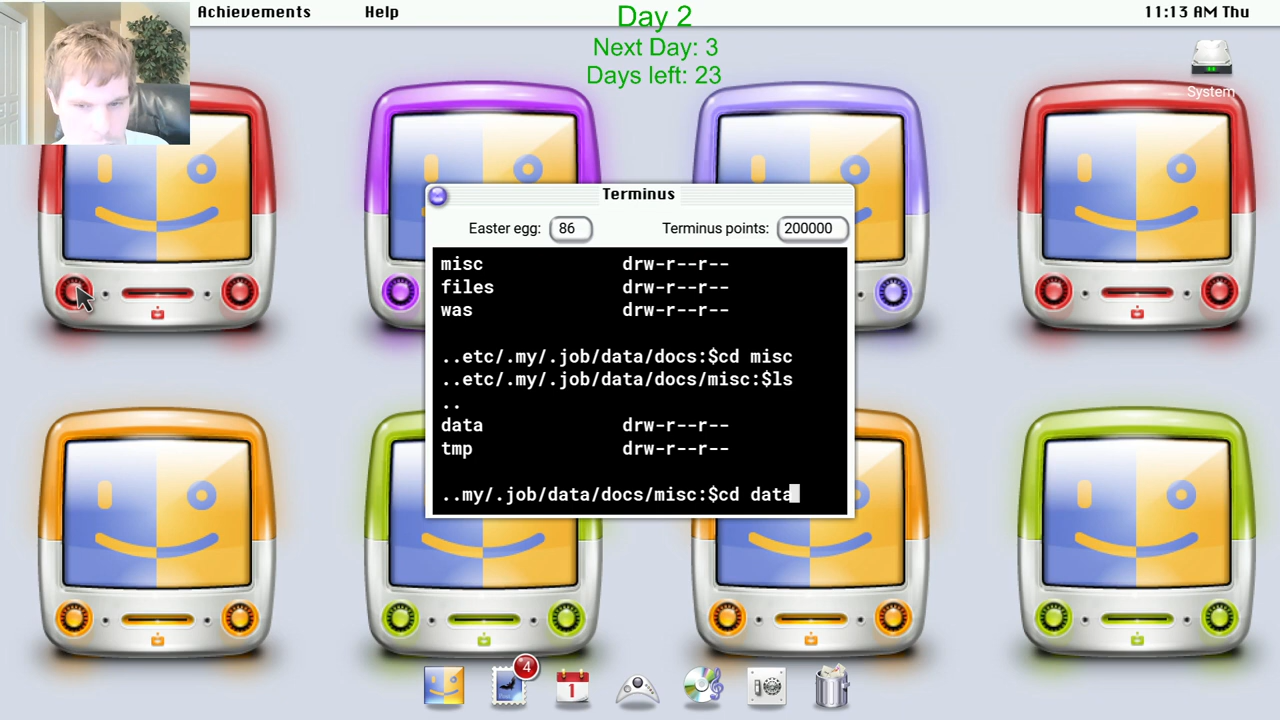 Achievements Help
Day 2
11:13 AM Thu
Next Day: 3
Days left: 23
System
Terminus
Easter egg: 86 Terminus points: 200000
misc drw-r--r--
files drw-r--r--
was drw-r--r--
..etc/.my/.job/data/docs:$cd misc
..etc/.my/.job/data/docs/misc:$ls
..
data drw-r--r--
tmp drw-r--r--
..my/.job/data/docs/misc:$cd data
4
1